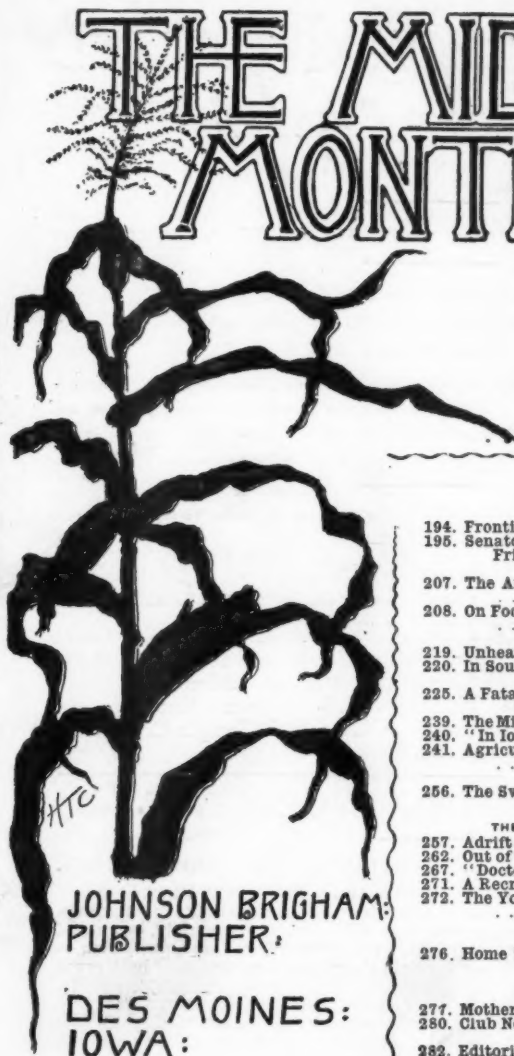 THE MID
MONT
194. Fronti
195. Senato
Fri
207. The A
208. On Foo
219. Unhea
220. In Sou
225. A Fata
239. The Mi
240. "In Io
241. Agricu
256. The Sw
THE
257. Adrift
262. Out of
267. "Doct
271. A Recr
272. The Yo
276. Home
277. Mother
280. Club N
282. Editori
HTC
JOHNSON BRIGHAM:
PUBLISHER:
DES MOINES:
IOWA: